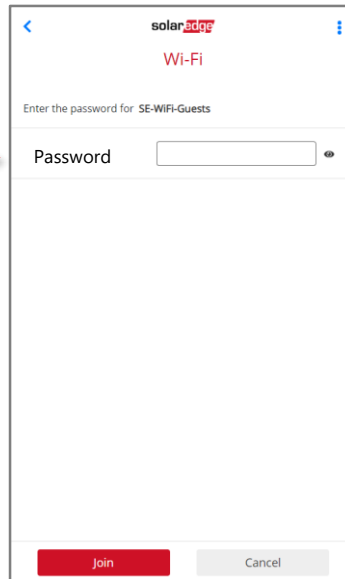 solaredge
Wi-Fi
Enter the password for SE-WiFi-Guests
Password
Join Cancel